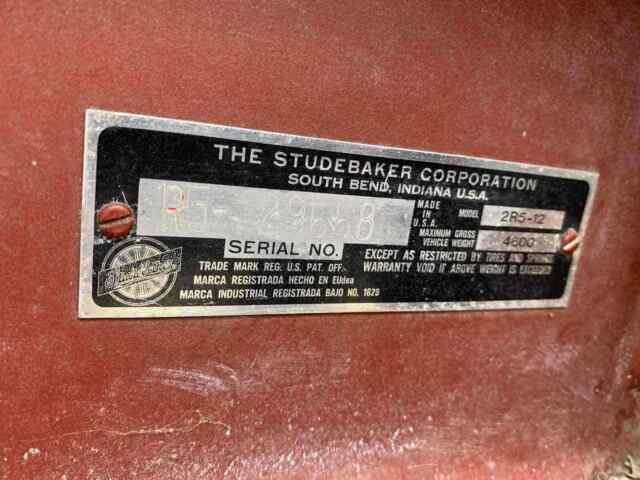 THE STUDEBAKER CORPORATION
SOUTH BEND, INDIANA U.S.A.
SERIAL NO.
MADE IN U.S.A.
MODEL 2R5-12
MAXIMUM GROSS VEHICLE WEIGHT 4600
EXCEPT AS RESTRICTED BY TIRES AND SPRINGS
WARRANTY VOID IF ABOVE WEIGHT IS EXCEEDED
Studebaker
TRADE MARK REG. U.S. PAT. OFF.
MARCA REGISTRADA HECHO EN EUdeA
MARCA INDUSTRIAL REGISTRADA BAJO NO. 1629